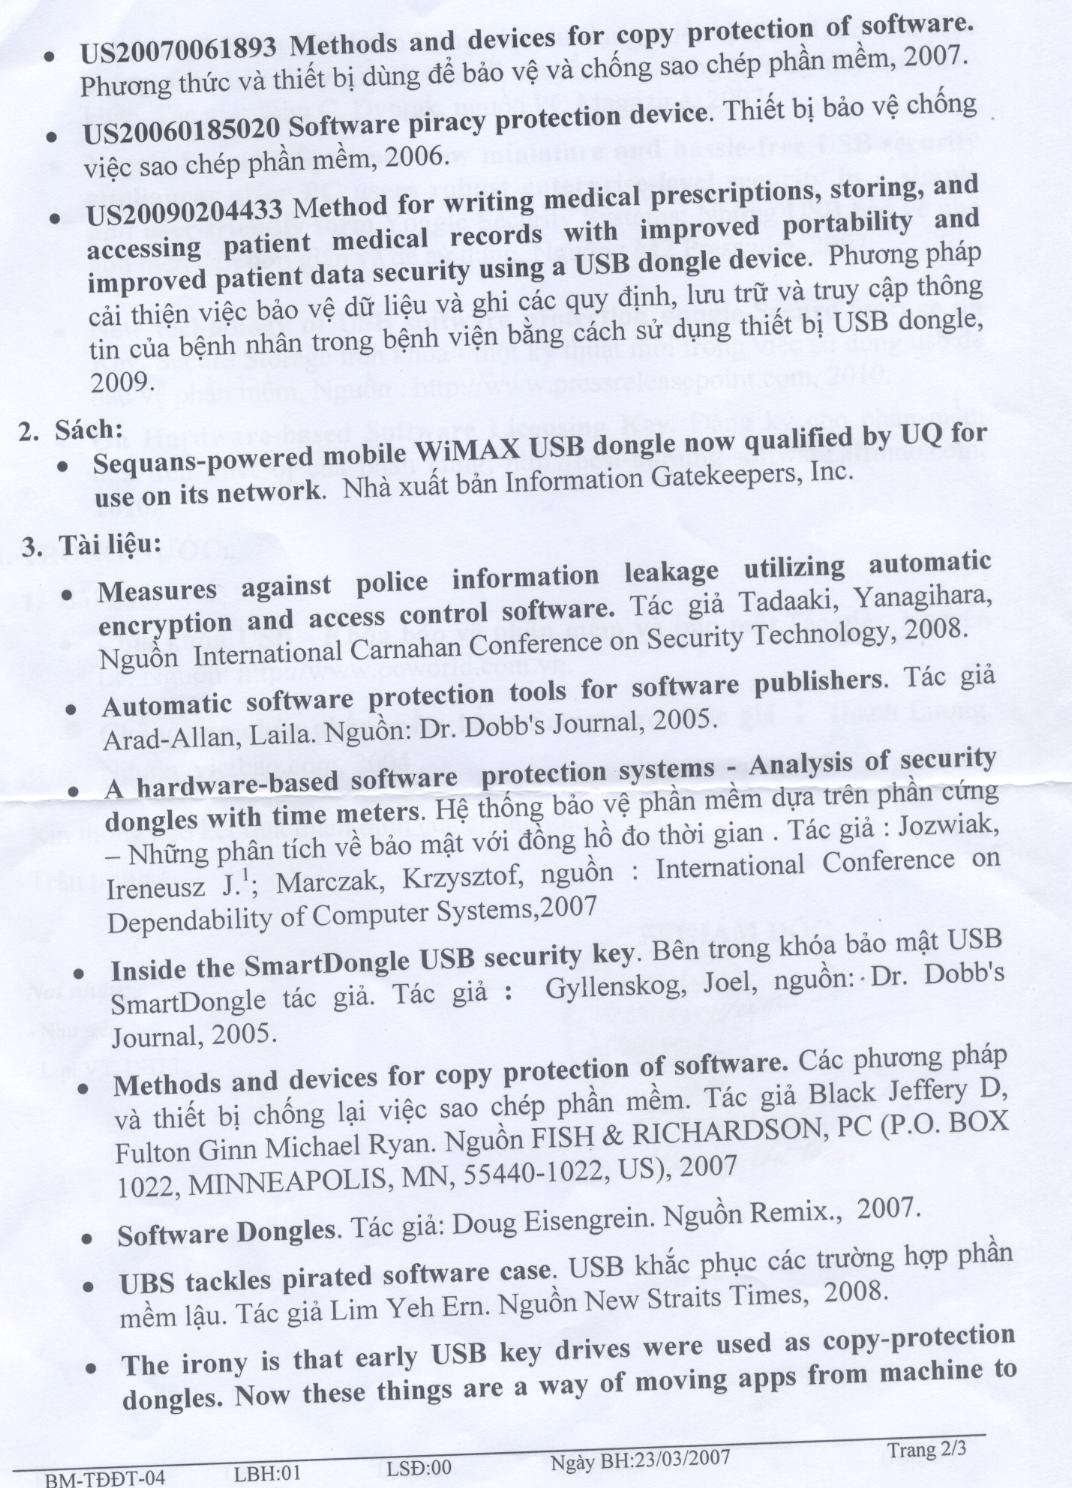 • US20070061893 Methods and devices for copy protection of software.
Phương thức và thiết bị dùng để bảo vệ và chống sao chép phần mềm, 2007.
• US20060185020 Software piracy protection device. Thiết bị bảo vệ chống
việc sao chép phần mềm, 2006.
• US20090204433 Method for writing medical prescriptions, storing, and
accessing patient medical records with improved portability and
improved patient data security using a USB dongle device. Phương pháp
cải thiện việc bảo vệ dữ liệu và ghi các quy định, lưu trữ và truy cập thông
tin của bệnh nhân trong bệnh viện bằng cách sử dụng thiết bị USB dongle,
2009.
2. Sách:
• Sequans-powered mobile WiMAX USB dongle now qualified by UQ for
use on its network. Nhà xuất bản Information Gatekeepers, Inc.
3. Tài liệu:
• Measures against police information leakage utilizing automatic
encryption and access control software. Tác giả Tadaaki, Yanagihara,
Nguồn International Carnahan Conference on Security Technology, 2008.
• Automatic software protection tools for software publishers. Tác giả
Arad-Allan, Laila. Nguồn: Dr. Dobb's Journal, 2005.
• A hardware-based software protection systems - Analysis of security
dongles with time meters. Hệ thống bảo vệ phần mềm dựa trên phần cứng
– Những phân tích về bảo mật với đồng hồ đo thời gian . Tác giả : Jozwiak,
Ireneusz J.¹; Marczak, Krzysztof, nguồn : International Conference on
Dependability of Computer Systems,2007
• Inside the SmartDongle USB security key. Bên trong khóa bảo mật USB
SmartDongle tác giả. Tác giả : Gyllenskog, Joel, nguồn: Dr. Dobb's
Journal, 2005.
• Methods and devices for copy protection of software. Các phương pháp
và thiết bị chống lại việc sao chép phần mềm. Tác giả Black Jeffery D,
Fulton Ginn Michael Ryan. Nguồn FISH & RICHARDSON, PC (P.O. BOX
1022, MINNEAPOLIS, MN, 55440-1022, US), 2007
• Software Dongles. Tác giả: Doug Eisengrein. Nguồn Remix., 2007.
• UBS tackles pirated software case. USB khắc phục các trường hợp phần
mềm lậu. Tác giả Lim Yeh Ern. Nguồn New Straits Times, 2008.
• The irony is that early USB key drives were used as copy-protection
dongles. Now these things are a way of moving apps from machine to
BM-TĐĐT-04 LBH:01 LSĐ:00 Ngày BH:23/03/2007 Trang 2/3